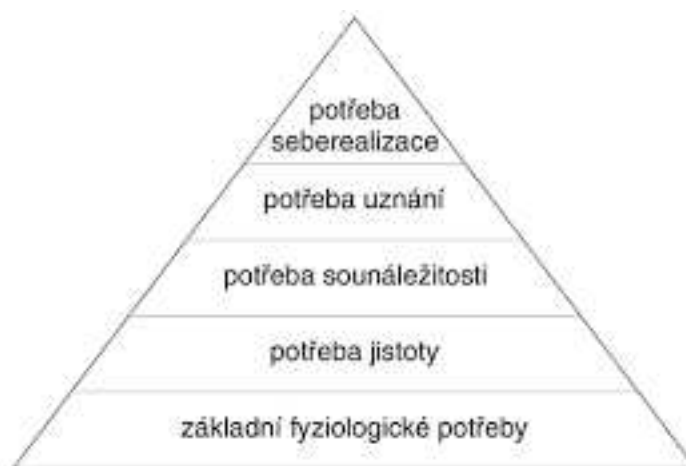 potřeba
seberealizace
potřeba uznání
potřeba sounáležitosti
potřeba jistoty
základní fyziologické potřeby